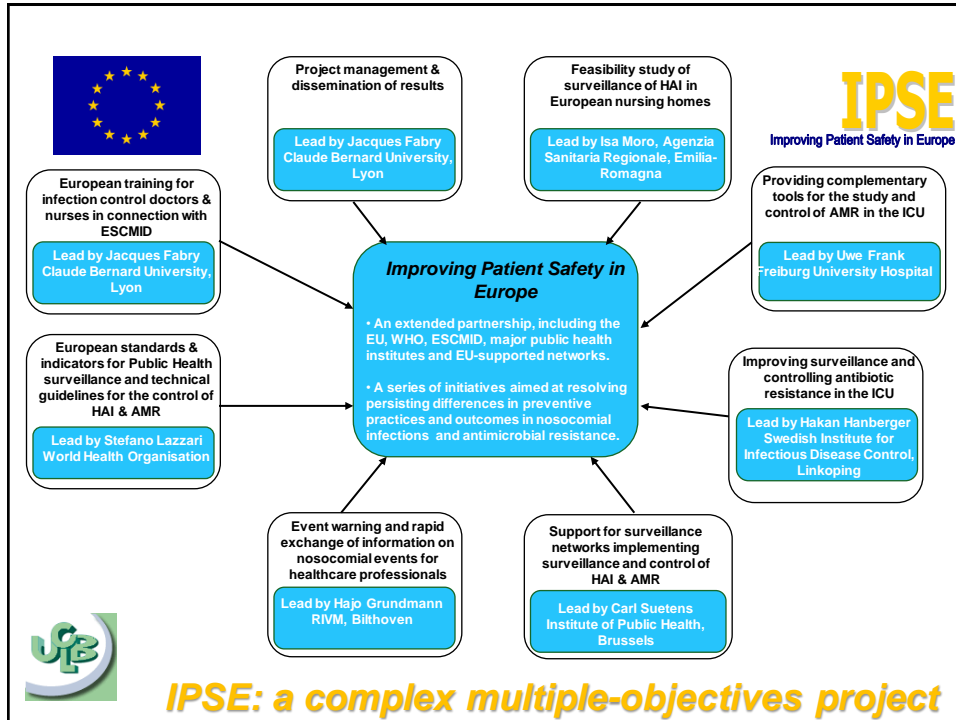 Project management &
dissemination of results
Lead by Jacques Fabry
Claude Bernard University,
Lyon
Feasibility study of
surveillance of HAI in
European nursing homes
Lead by Isa Moro, Agenzia
Sanitaria Regionale, Emilia-
Romagna
IPSE
Improving Patient Safety in Europe
European training for
infection control doctors &
nurses in connection with
ESCMID
Lead by Jacques Fabry
Claude Bernard University,
Lyon
Providing complementary
tools for the study and
control of AMR in the ICU
Lead by Uwe Frank
Freiburg University Hospital
Improving Patient Safety in
Europe
• An extended partnership, including the
EU, WHO, ESCMID, major public health
institutes and EU-supported networks.
• A series of initiatives aimed at resolving
persisting differences in preventive
practices and outcomes in nosocomial
infections and antimicrobial resistance.
European standards &
indicators for Public Health
surveillance and technical
guidelines for the control of
HAI & AMR
Lead by Stefano Lazzari
World Health Organisation
Improving surveillance and
controlling antibiotic
resistance in the ICU
Lead by Hakan Hanberger
Swedish Institute for
Infectious Disease Control,
Linkoping
Event warning and rapid
exchange of information on
nosocomial events for
healthcare professionals
Lead by Hajo Grundmann
RIVM, Bilthoven
Support for surveillance
networks implementing
surveillance and control of
HAI & AMR
Lead by Carl Suetens
Institute of Public Health,
Brussels
UCBL
IPSE: a complex multiple-objectives project